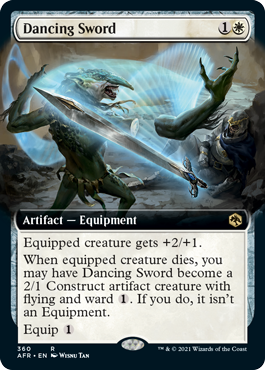 Dancing Sword 1
Artifact — Equipment
Equipped creature gets +2/+1.
When equipped creature dies, you
may have Dancing Sword become a
2/1 Construct artifact creature with
flying and ward 1. If you do, it isn't
an Equipment.
Equip 1
360 R
AFR • EN Wisnu Tan ™ & © 2021 Wizards of the Coast